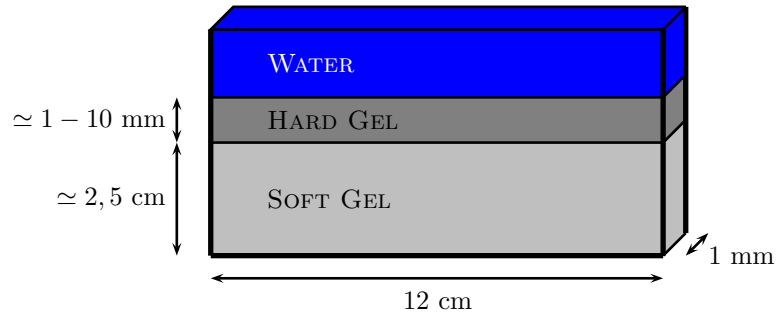 WATER
≃ 1 − 10 mm
HARD GEL
≃ 2, 5 cm
SOFT GEL
1 mm
12 cm